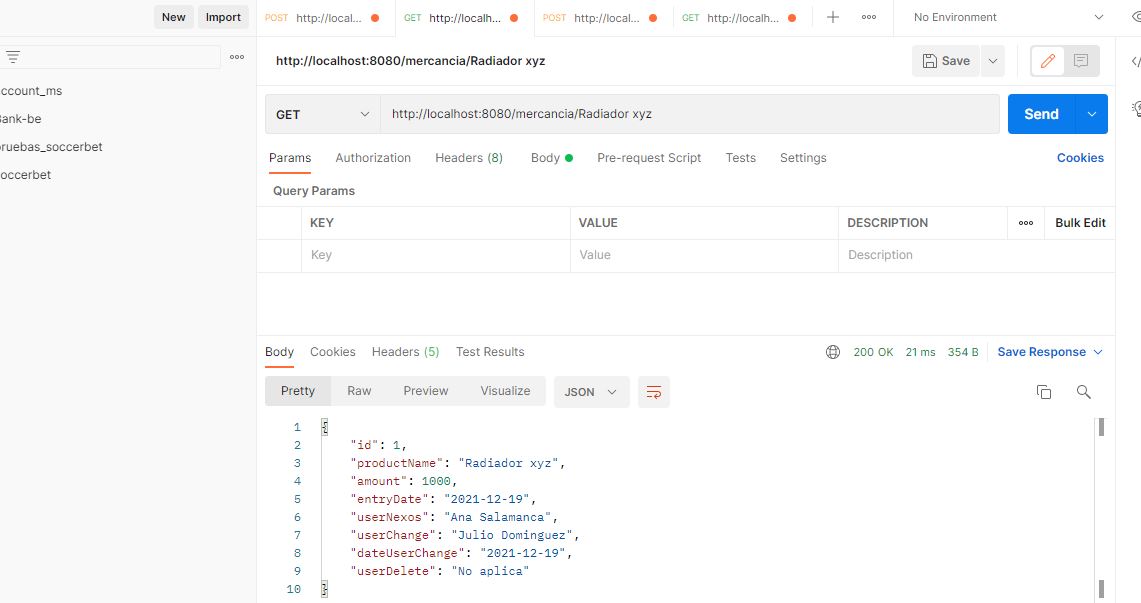 New Import POST http://local... GET http://localh... POST http://local... GET http://localh... No Environment
http://localhost:8080/mercancia/Radiador xyz Save
GET http://localhost:8080/mercancia/Radiador xyz Send
Params Authorization Headers (8) Body Pre-request Script Tests Settings Cookies
Query Params
KEY VALUE DESCRIPTION Bulk Edit
Key Value Description
ccount_ms
ank-be
ruebas_soccerbet
occerbet
Body Cookies Headers (5) Test Results 200 OK 21 ms 354 B Save Response
Pretty Raw Preview Visualize JSON
1 {
2 "id": 1,
3 "productName": "Radiador xyz",
4 "amount": 1000,
5 "entryDate": "2021-12-19",
6 "userNexos": "Ana Salamanca",
7 "userChange": "Julio Dominguez",
8 "dateUserChange": "2021-12-19",
9 "userDelete": "No aplica"
10 }